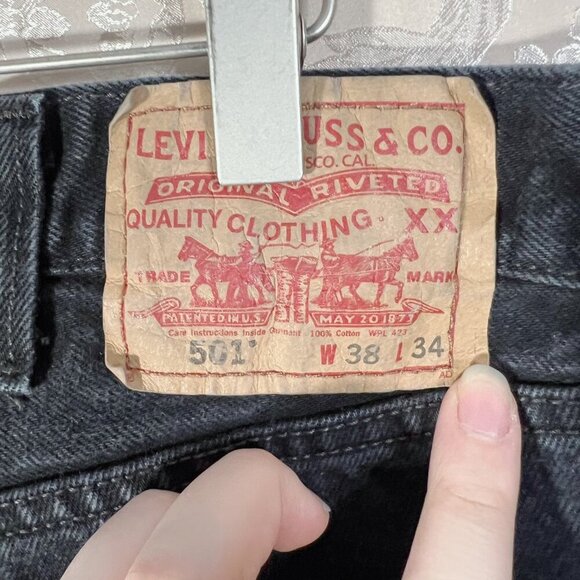 LEVI USS & CO.
SCO. CAL.
ORIGINAL RIVETED
QUALITY CLOTHING. XX
TRADE MARK
PATENTED IN U.S. MAY 20 1873
Care Instructions Inside Garment 100% Cotton WPL 423
501® W 38 L 34